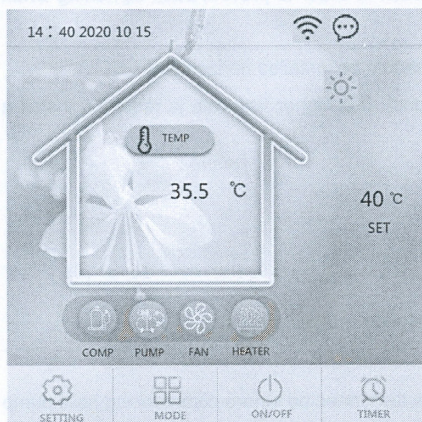 14：40 2020 10 15
TEMP
35.5 ℃
40 ℃
SET
COMP PUMP FAN HEATER
SETTING MODE ON/OFF TIMER